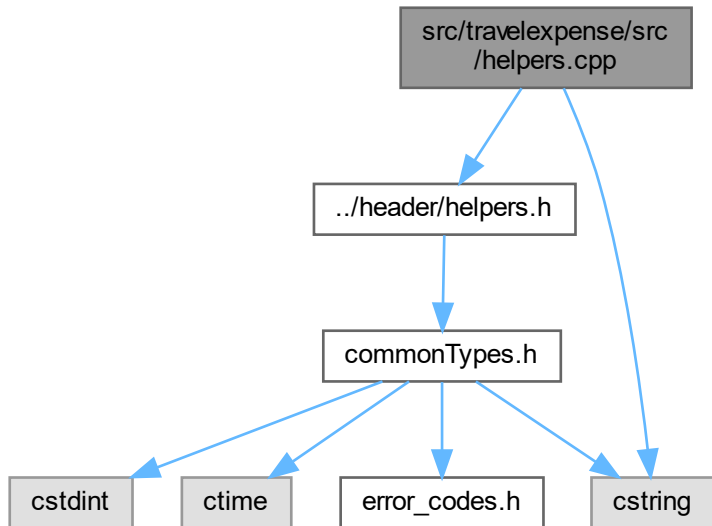 src/travelexpense/src
/helpers.cpp
../header/helpers.h
commonTypes.h
cstdint
ctime
error_codes.h
cstring